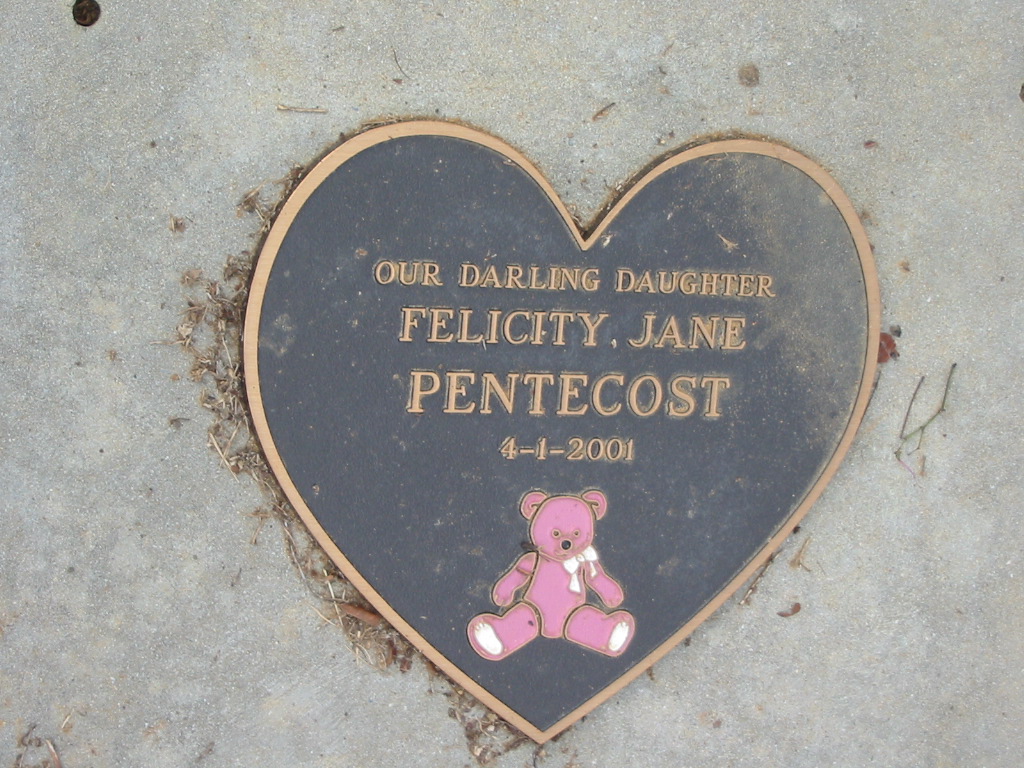 OUR DARLING DAUGHTER
FELICITY. JANE
PENTECOST
4-1-2001